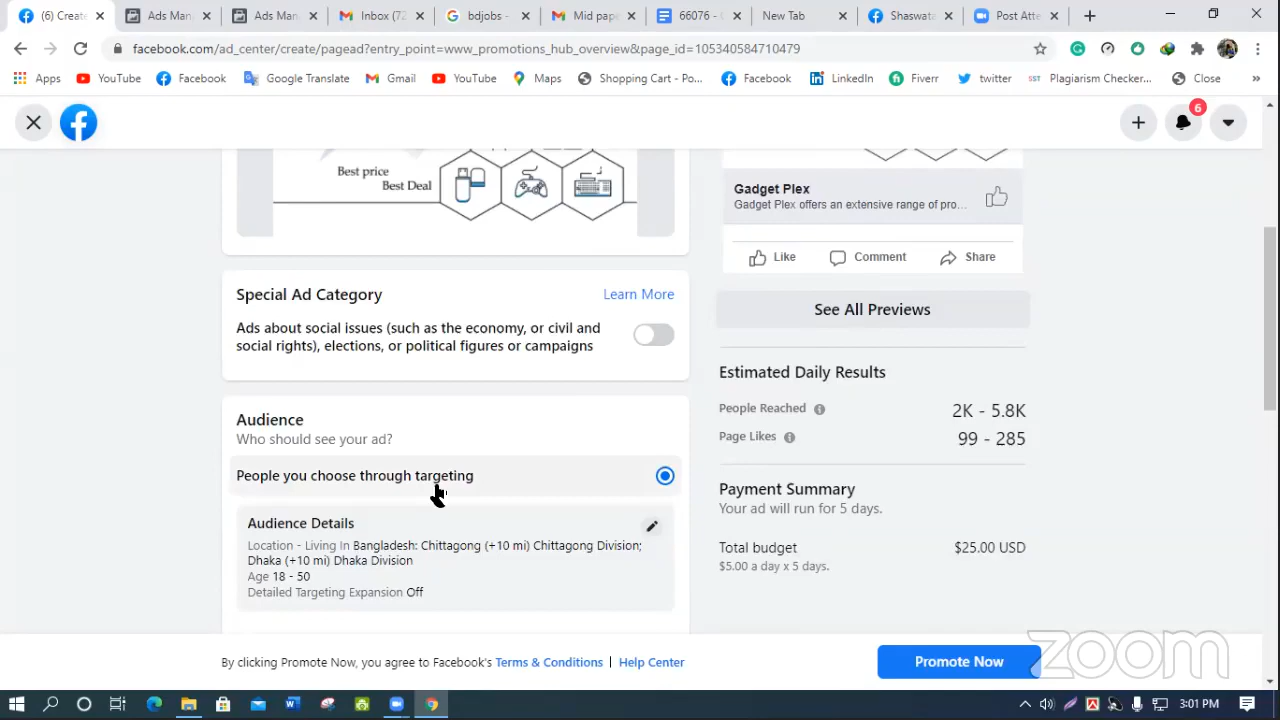 (6) Create
Ads Man
Ads Man
Inbox (7
bdjobs -
Mid pap
66076 - C
New Tab
Shaswat
Post Atte
facebook.com/ad_center/create/pagead?entry_point=www_promotions_hub_overview&page_id=105340584710479
Apps
YouTube
Facebook
Google Translate
Gmail
YouTube
Maps
Shopping Cart - Po...
Facebook
LinkedIn
Fiverr
twitter
SST Plagiarism Checker...
Close
»
6
Best price
Best Deal
Gadget Plex
Gadget Plex offers an extensive range of pro...
Like
Comment
Share
Special Ad Category
Learn More
Ads about social issues (such as the economy, or civil and
social rights), elections, or political figures or campaigns
See All Previews
Estimated Daily Results
People Reached
2K - 5.8K
Page Likes
99 - 285
Audience
Who should see your ad?
People you choose through targeting
Audience Details
Location - Living In Bangladesh: Chittagong (+10 mi) Chittagong Division;
Dhaka (+10 mi) Dhaka Division
Age 18 - 50
Detailed Targeting Expansion Off
Payment Summary
Your ad will run for 5 days.
Total budget
$25.00 USD
$5.00 a day x 5 days.
By clicking Promote Now, you agree to Facebook's Terms & Conditions | Help Center
Promote Now
zoom
3:01 PM